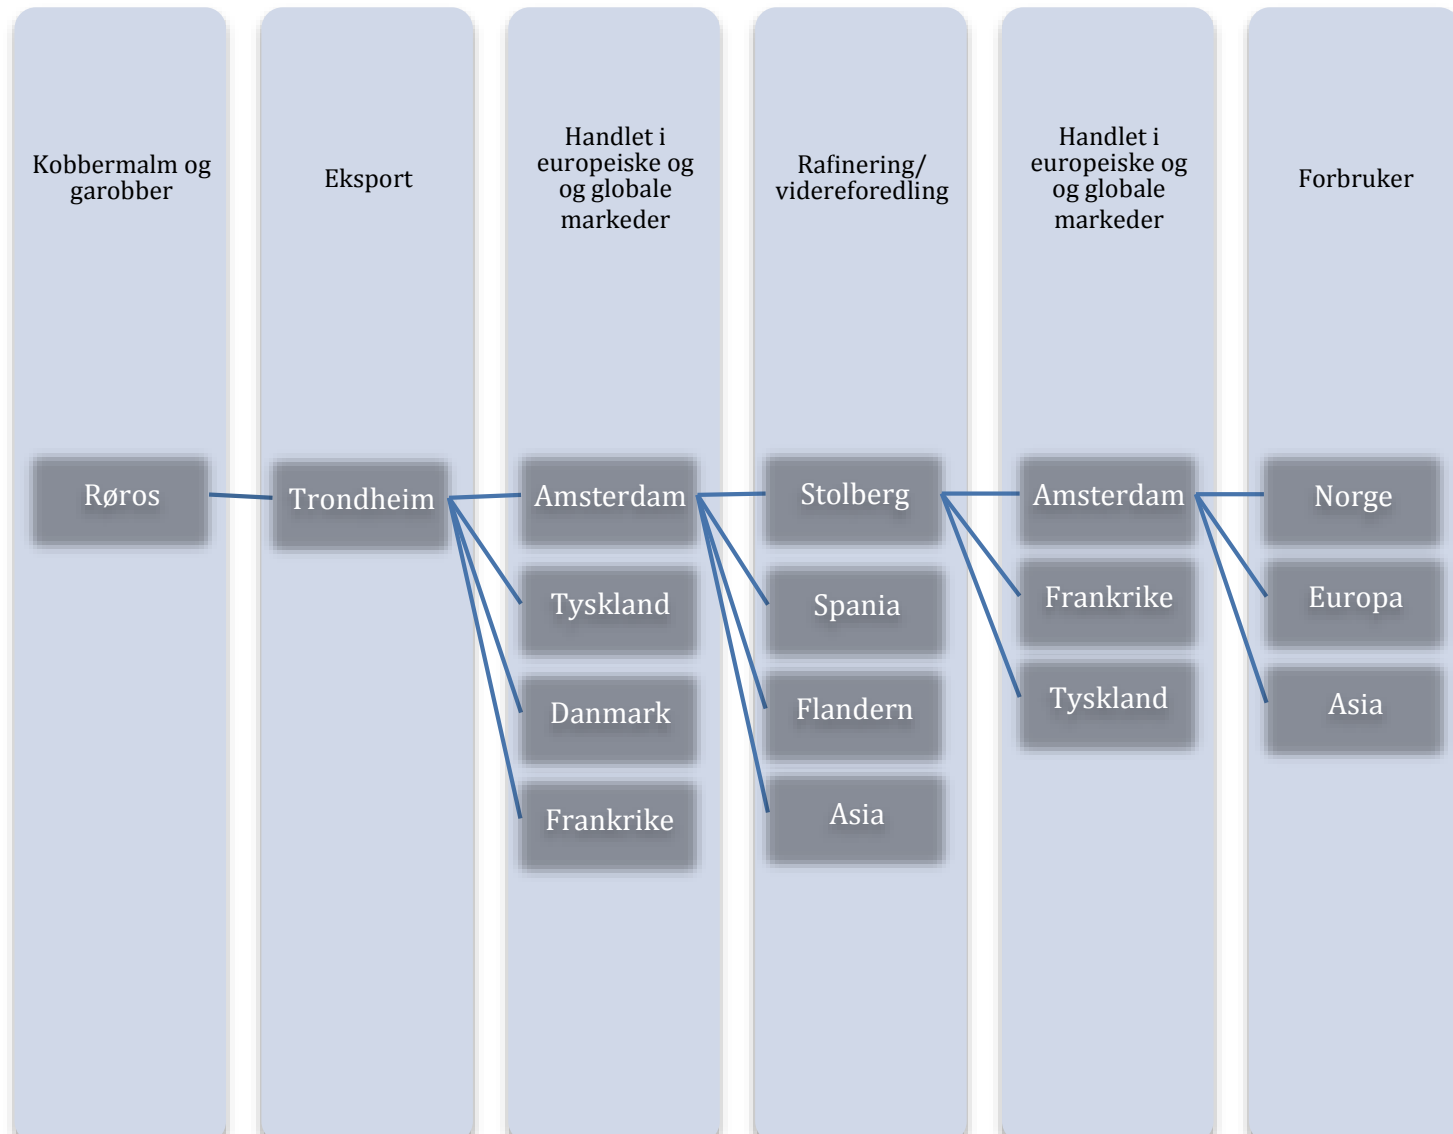 Kobbermalm og
garobber
Eksport
Handlet i
europeiske og
og globale
markeder
Rafinering/
videreforedling
Handlet i
europeiske og
og globale
markeder
Forbruker
Røros
Trondheim
Amsterdam
Tyskland
Danmark
Frankrike
Stolberg
Spania
Flandern
Asia
Amsterdam
Frankrike
Tyskland
Norge
Europa
Asia